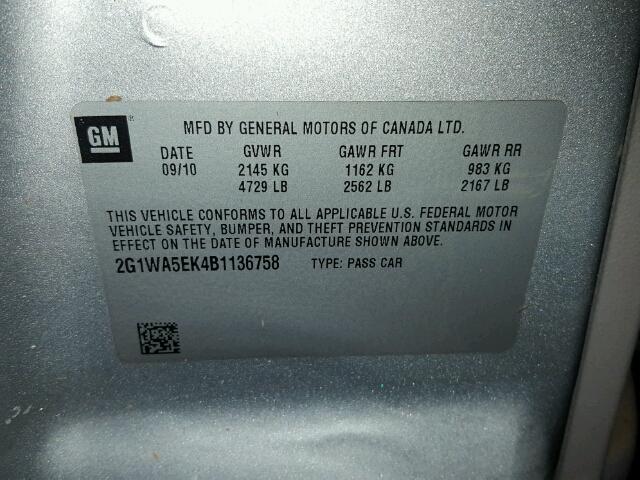 GM ®
MFD BY GENERAL MOTORS OF CANADA LTD.
DATE GVWR GAWR FRT GAWR RR
09/10 2145 KG 1162 KG 983 KG
4729 LB 2562 LB 2167 LB
THIS VEHICLE CONFORMS TO ALL APPLICABLE U.S. FEDERAL MOTOR
VEHICLE SAFETY, BUMPER, AND THEFT PREVENTION STANDARDS IN
EFFECT ON THE DATE OF MANUFACTURE SHOWN ABOVE.
2G1WA5EK4B1136758 TYPE: PASS CAR